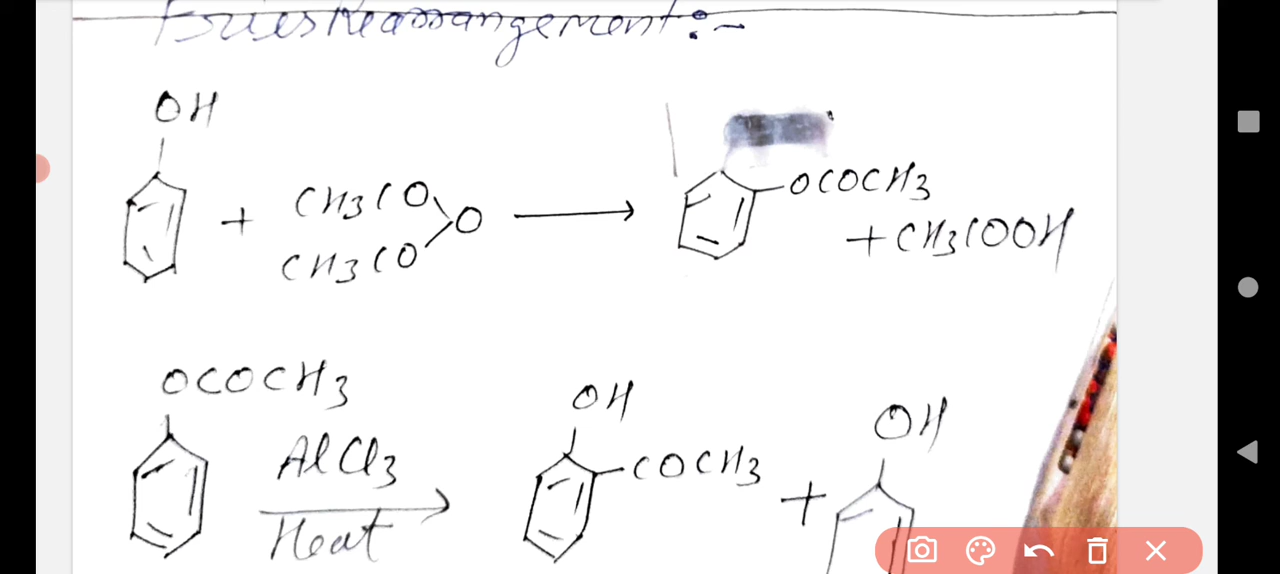 Fries Rearrangement :-
OH
+ CH3CO
CH3CO
O
OCOCH3
+ CH3COOH
OCOCH3
AlCl3
Heat
OH
COCH3
+
OH